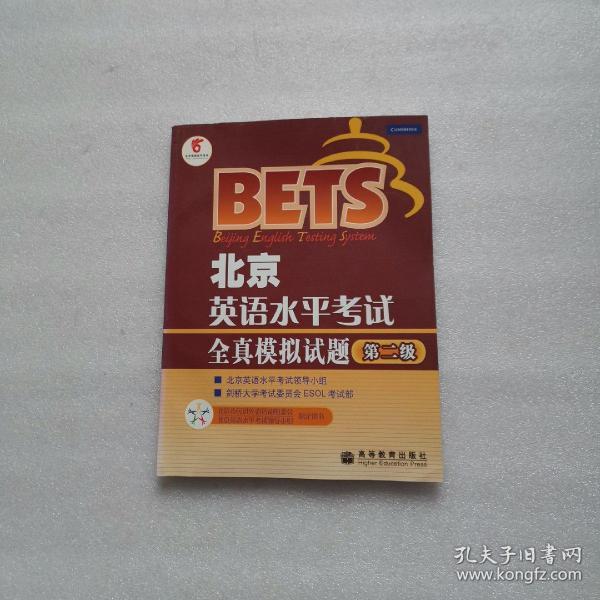 CAMBRIDGE
BETS
Beijing English Testing System
北京
英语水平考试
全真模拟试题 第二级
■ 北京英语水平考试领导小组
■ 剑桥大学考试委员会ESOL考试部
高等教育出版社
Higher Education Press
孔夫子旧书网
www.kongfz.com